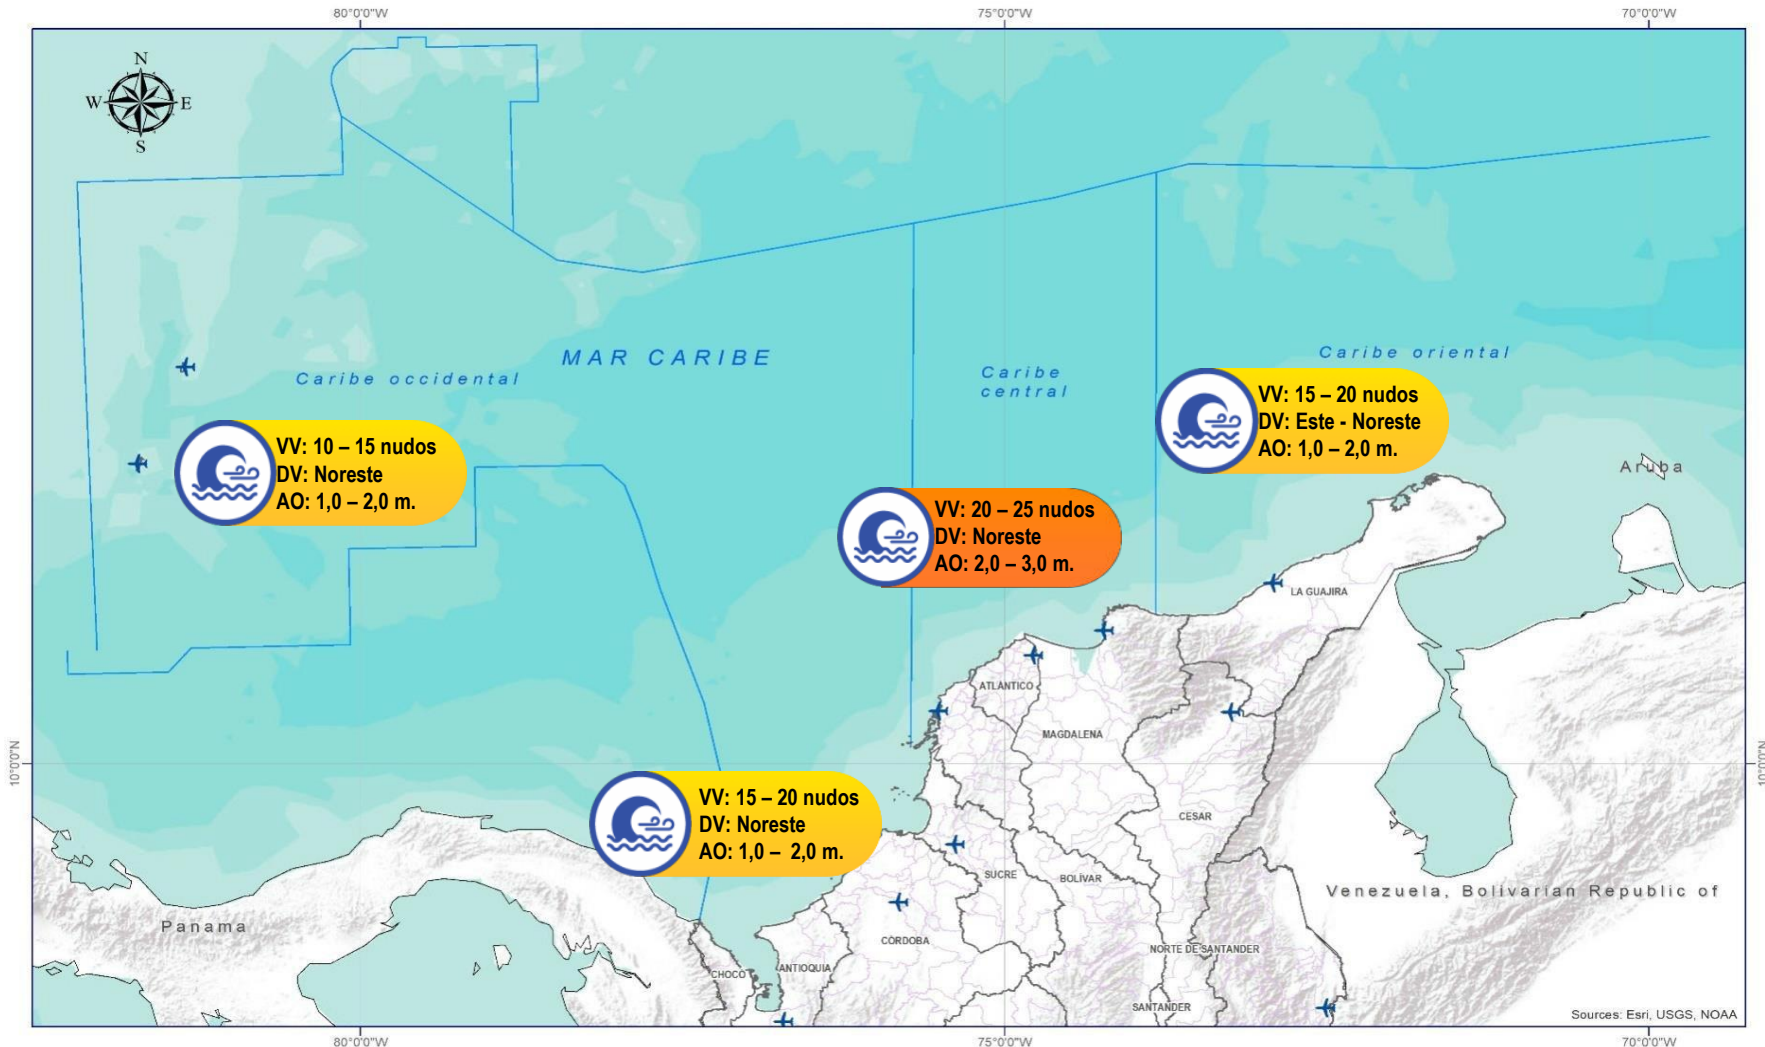 80°0'0"W
75°0'0"W
70°0'0"W
N
W
E
S
MAR CARIBE
Caribe occidental
Caribe
central
Caribe oriental
VV: 15 – 20 nudos
DV: Este - Noreste
AO: 1,0 – 2,0 m.
VV: 10 – 15 nudos
DV: Noreste
AO: 1,0 – 2,0 m.
Aruba
VV: 20 – 25 nudos
DV: Noreste
AO: 2,0 – 3,0 m.
LA GUAJIRA
ATLANTICO
MAGDALENA
10°0'0"N
10°0'0"N
VV: 15 – 20 nudos
DV: Noreste
AO: 1,0 – 2,0 m.
CESAR
SUCRE
BOLÍVAR
Venezuela, Bolivarian Republic of
Panama
CÓRDOBA
NORTE DE SANTANDER
CHOCO
ANTIOQUIA
SANTANDER
Sources: Esri, USGS, NOAA
80°0'0"W
75°0'0"W
70°0'0"W